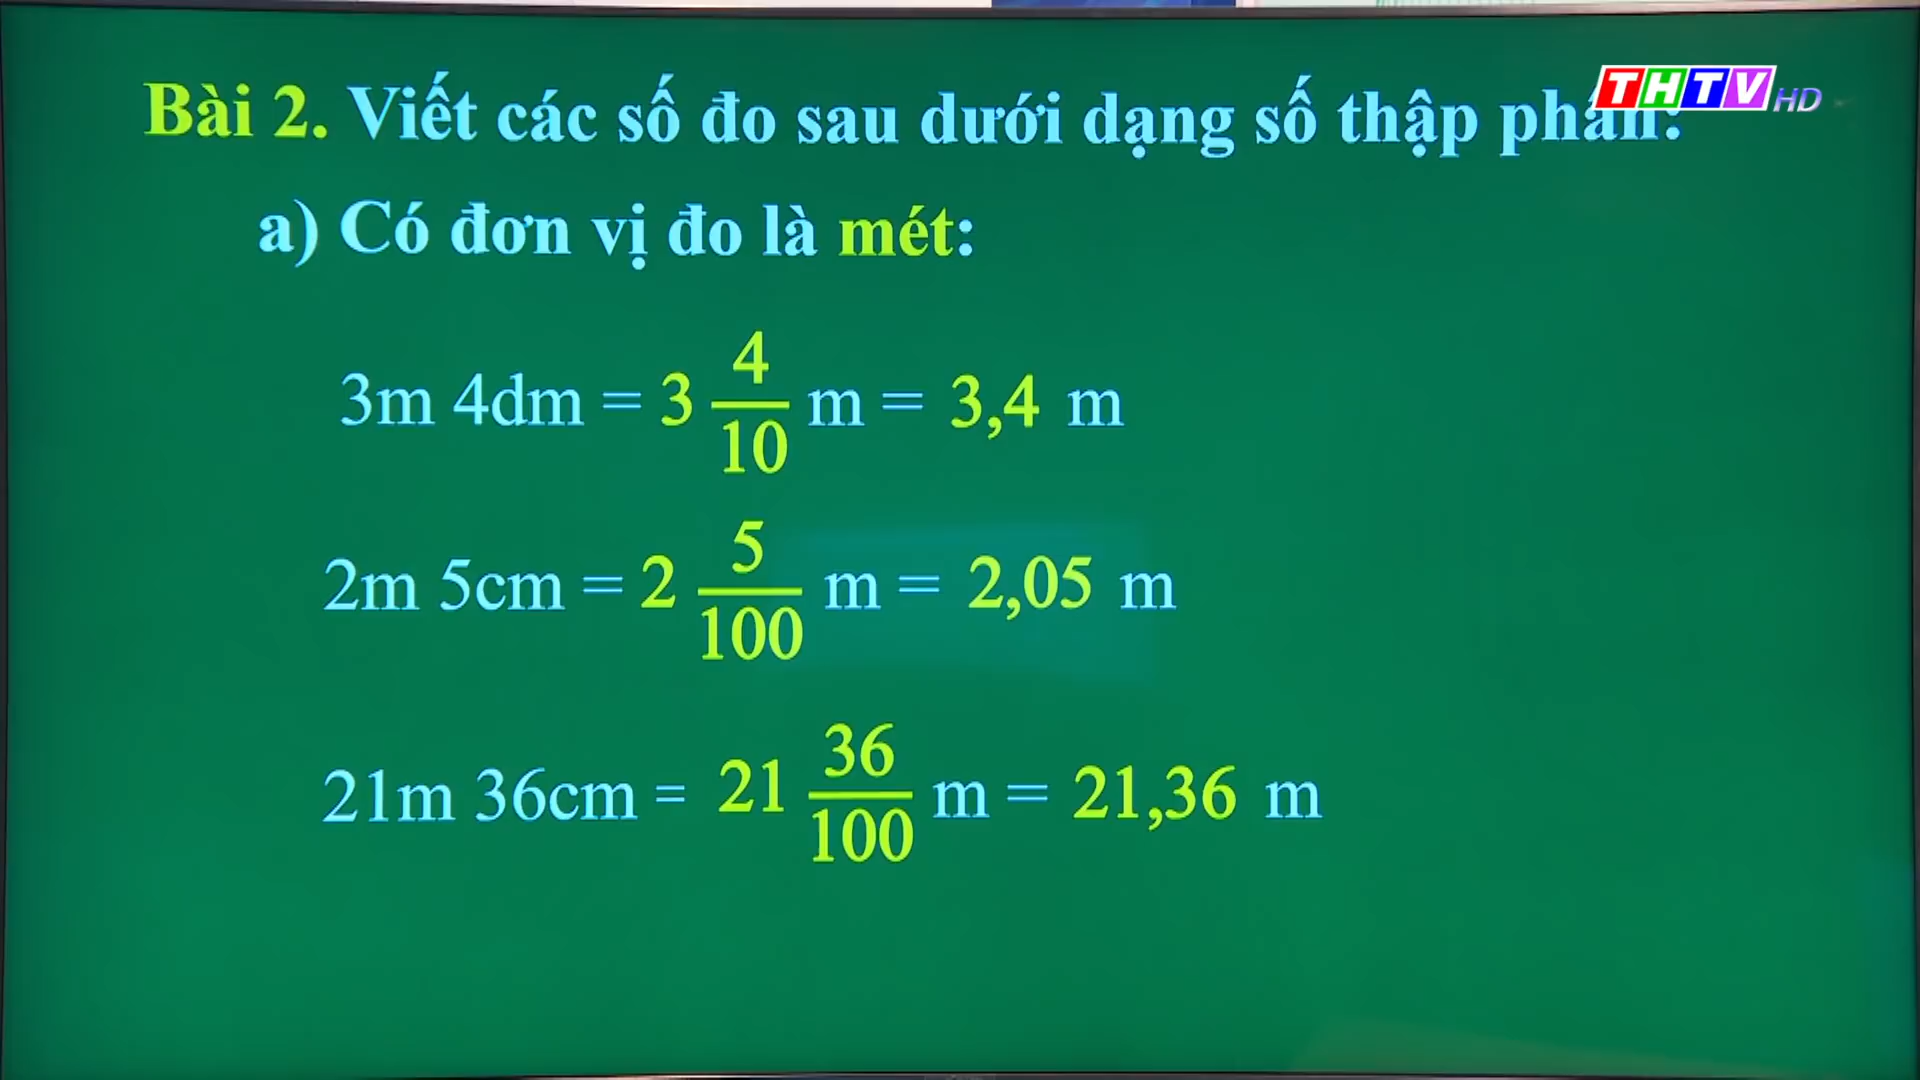 THTV HD
Bài 2. Viết các số đo sau dưới dạng số thập phân:
a) Có đơn vị đo là mét:
3m 4dm = 3 4/10 m = 3,4 m
2m 5cm = 2 5/100 m = 2,05 m
21m 36cm = 21 36/100 m = 21,36 m